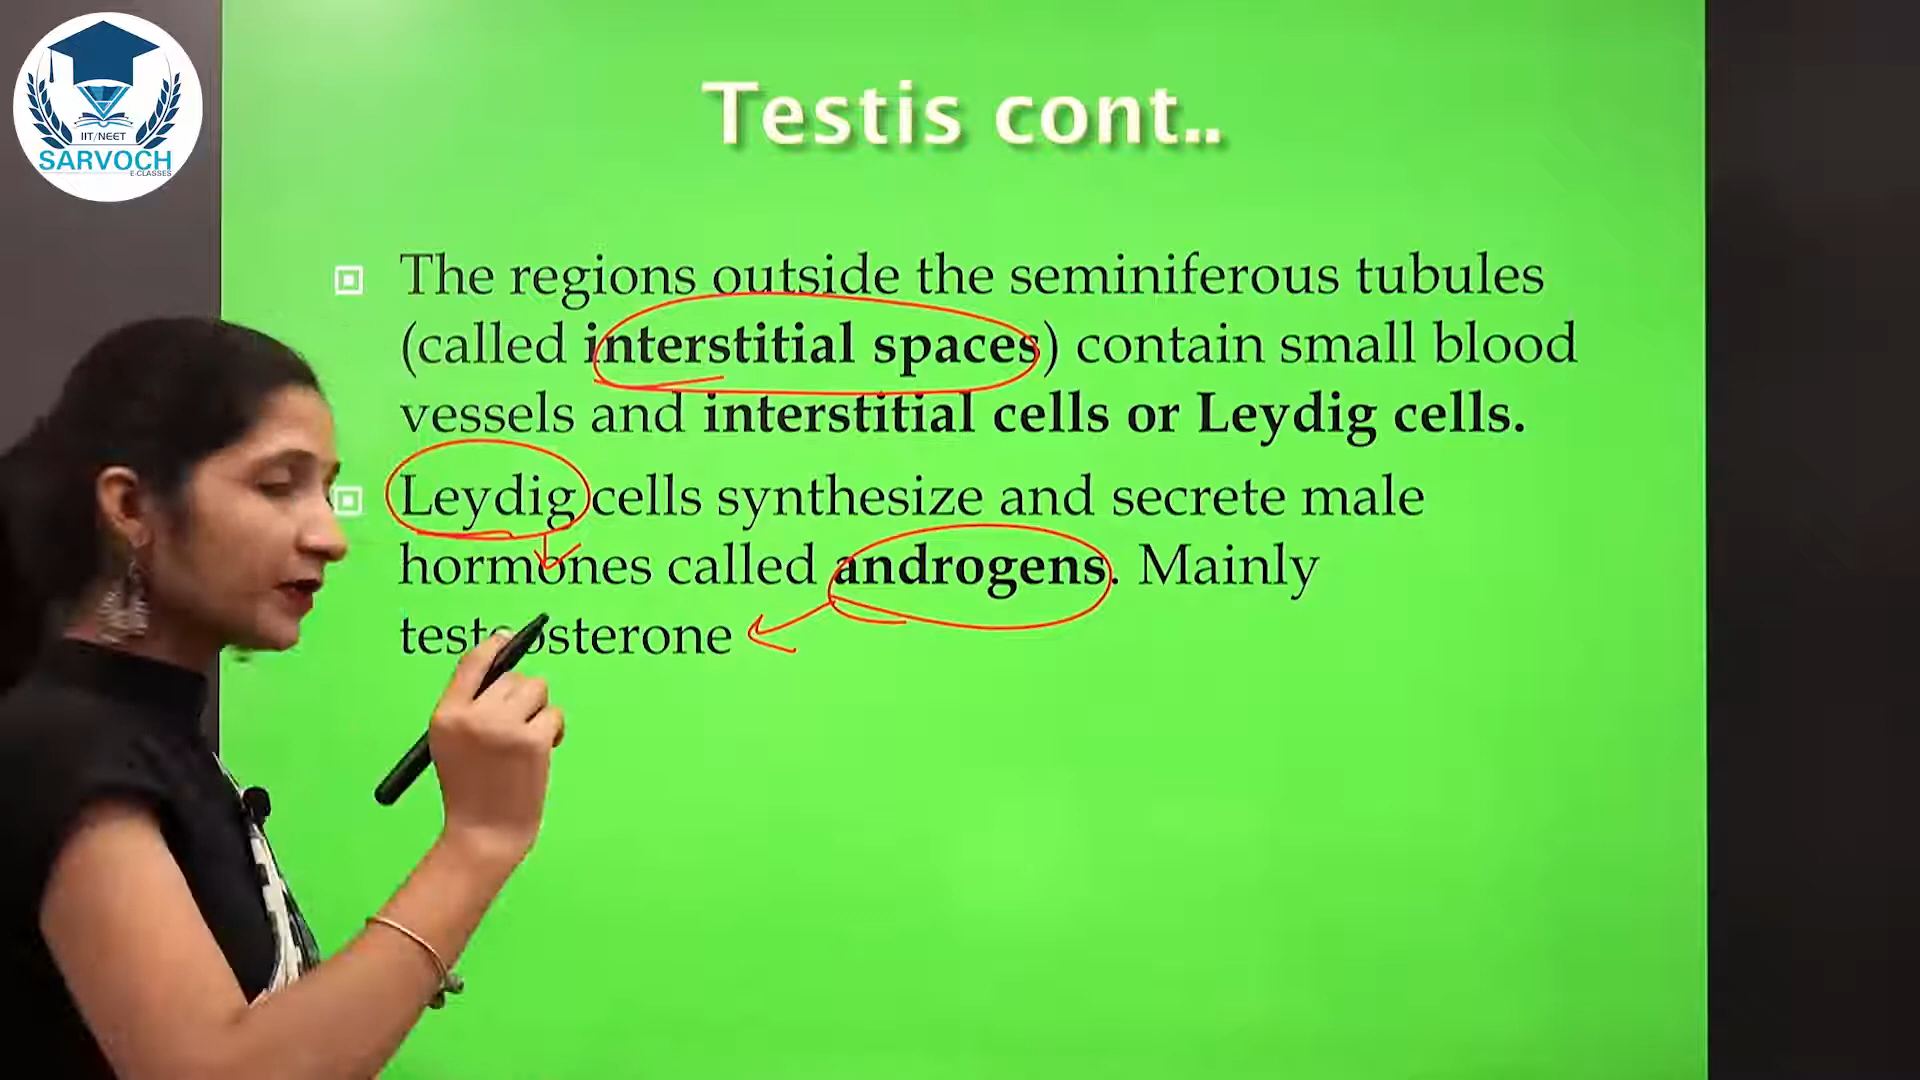 IIT/NEET
SARVOCH
E-CLASSES
Testis cont..
The regions outside the seminiferous tubules
(called interstitial spaces) contain small blood
vessels and interstitial cells or Leydig cells.
Leydig cells synthesize and secrete male
hormones called androgens. Mainly
testeosterone